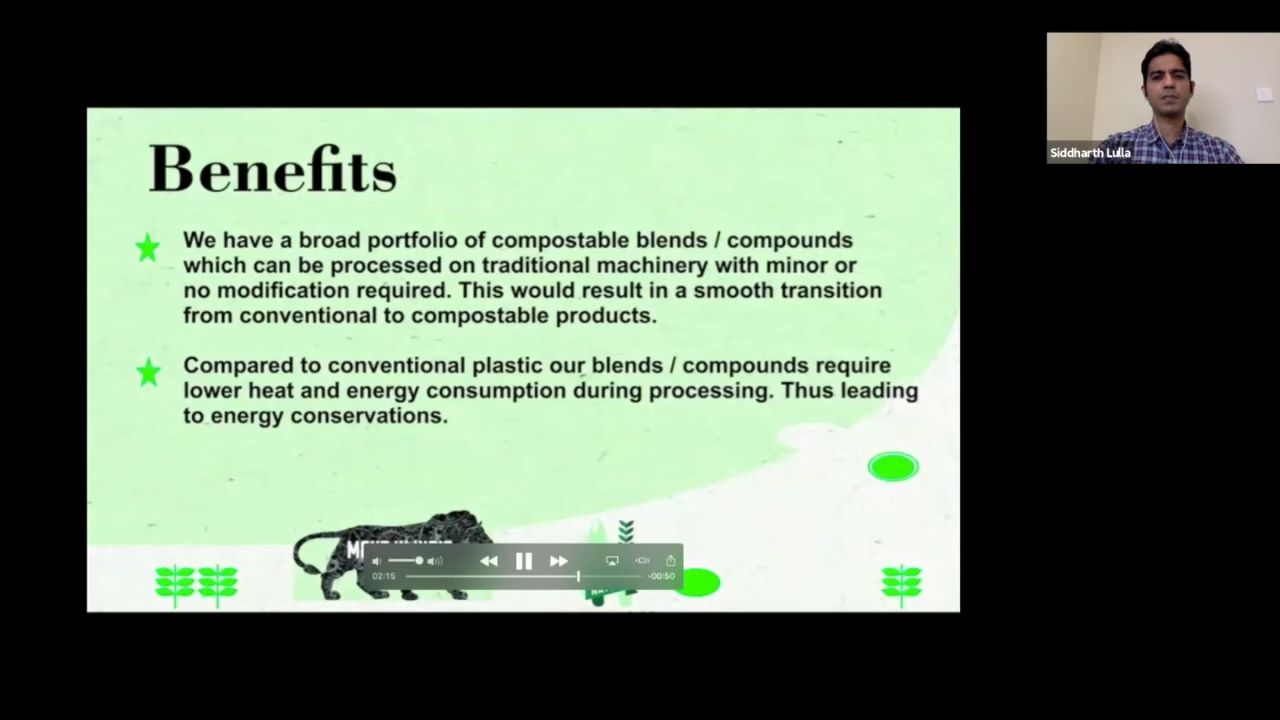 Benefits
We have a broad portfolio of compostable blends / compounds
which can be processed on traditional machinery with minor or
no modification required. This would result in a smooth transition
from conventional to compostable products.
Compared to conventional plastic our blends / compounds require
lower heat and energy consumption during processing. Thus leading
to energy conservations.
02:15
-00:50
Siddharth Lulla